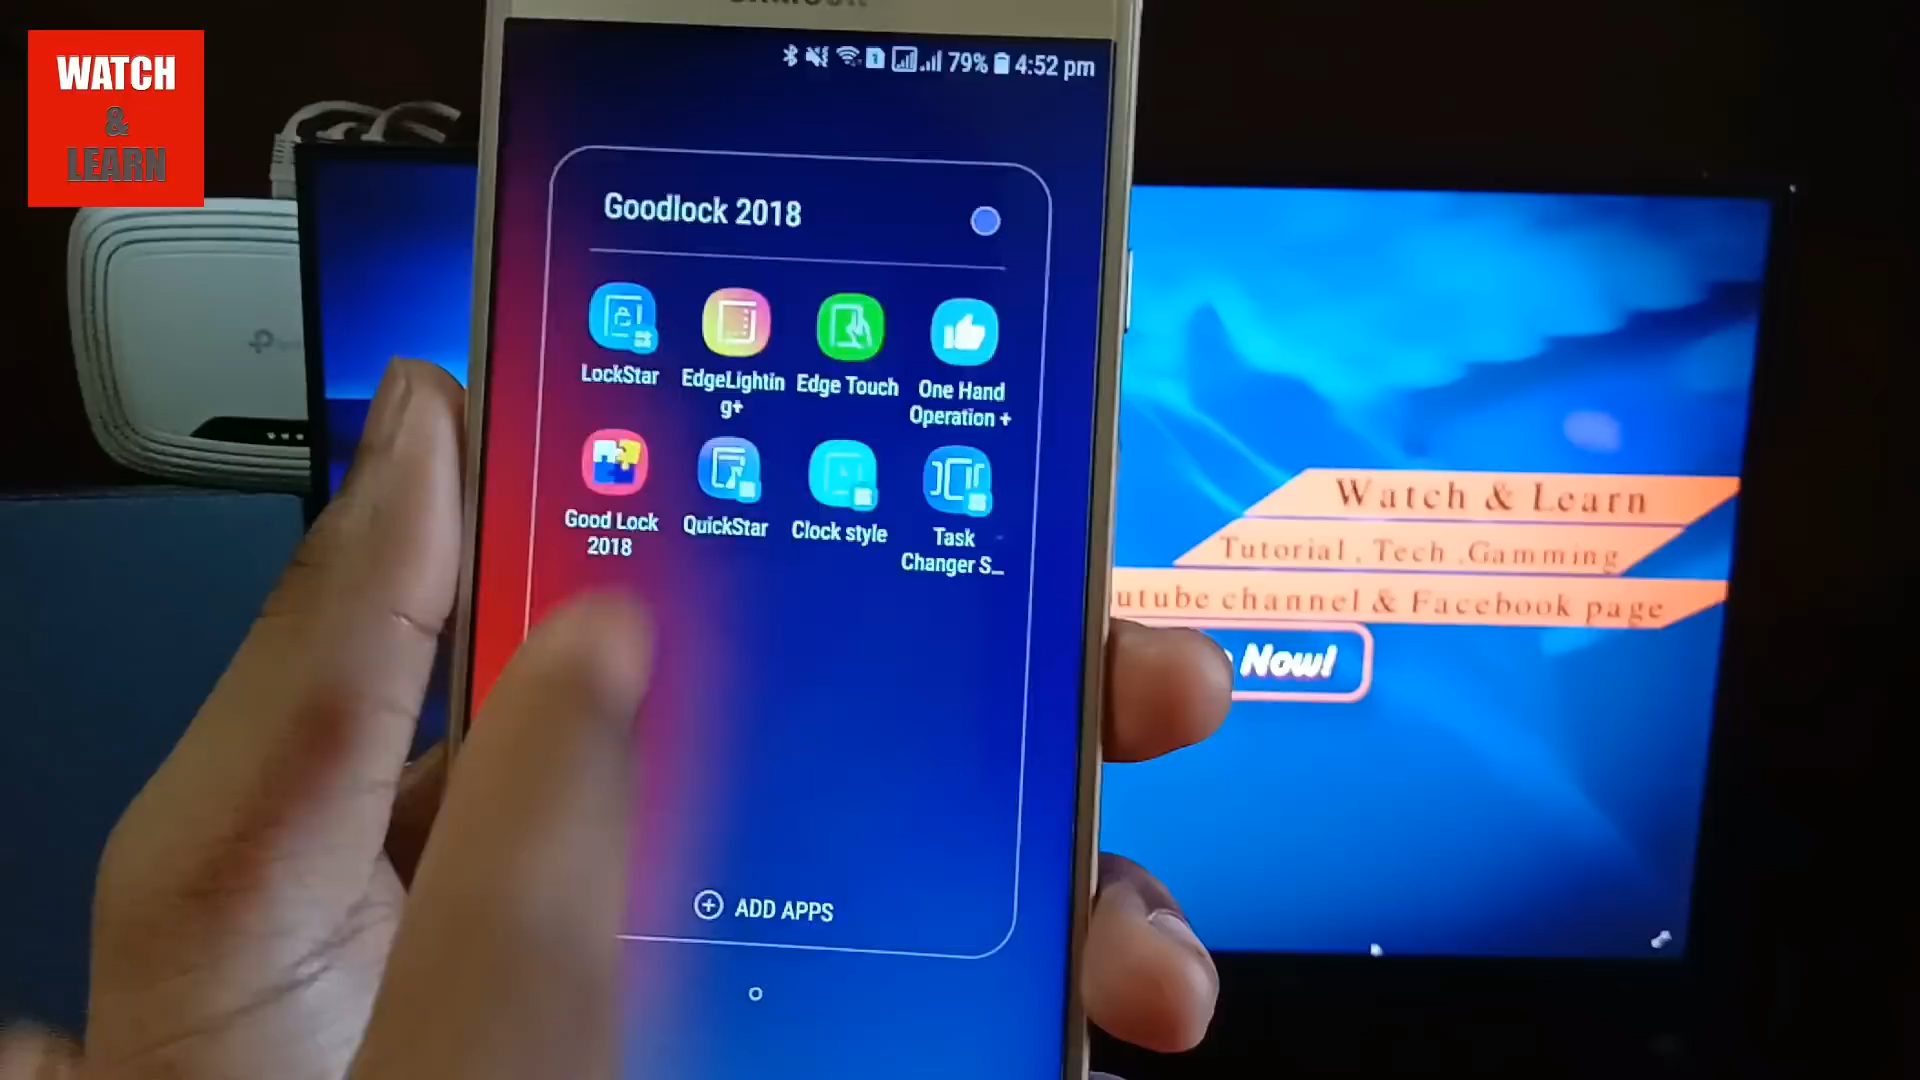 WATCH
&
LEARN
79% 4:52 pm
Goodlock 2018
LockStar
EdgeLightin
g+
Edge Touch
One Hand
Operation +
Good Lock
2018
QuickStar
Clock style
Task
Changer S...
ADD APPS
Watch & Learn
Tutorial , Tech ,Gamming
utube channel & Facebook page
Now!